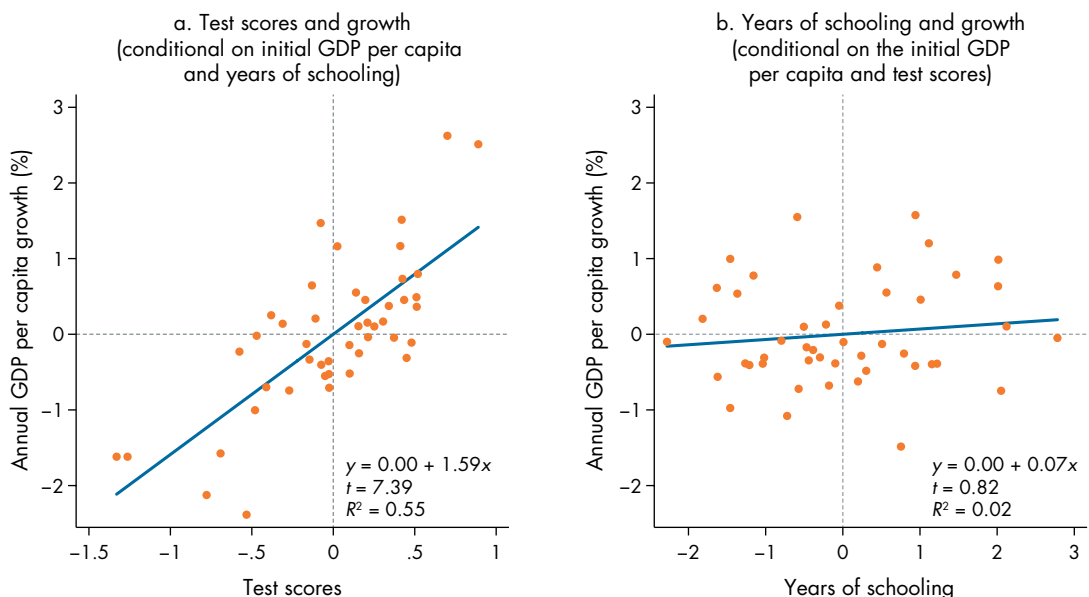 a. Test scores and growth
(conditional on initial GDP per capita
and years of schooling)
Annual GDP per capita growth (%)
3
2
1
0
–1
–2
y = 0.00 + 1.59x
t = 7.39
R² = 0.55
–1.5
–1
–.5
0
.5
1
Test scores
b. Years of schooling and growth
(conditional on the initial GDP
per capita and test scores)
Annual GDP per capita growth (%)
3
2
1
0
–1
–2
y = 0.00 + 0.07x
t = 0.82
R² = 0.02
–2
–1
0
1
2
3
Years of schooling